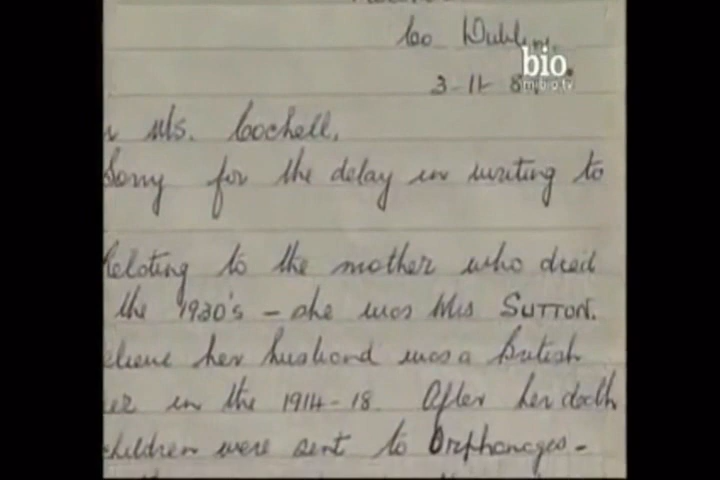 Co Dublin.
bio.
3-11-8
Ms. Cochell.
Sorry for the delay in writing to
Relating to the mother who died
the 1930's - she was Mrs SUTTON.
elieve her husband was a British
er in the 1914-18. After her death
children were sent to Orphanages-